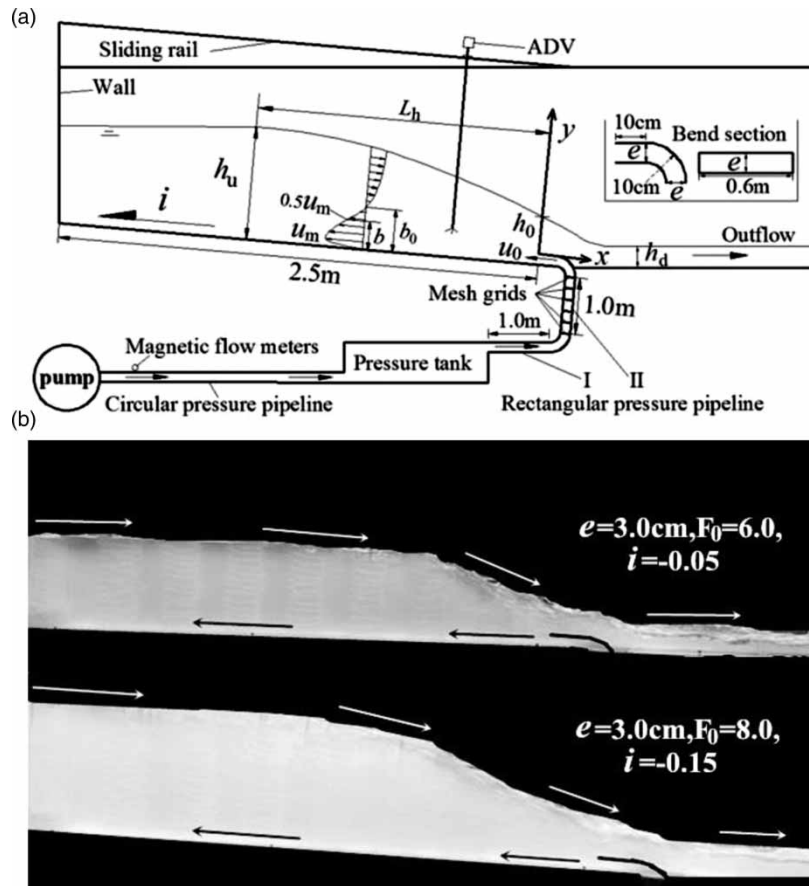 (a)
Sliding rail
ADV
Wall
Lh
y
10cm
Bend section
e
e
10cm
e
0.6m
hu
i
0.5um
um
b
b0
h0
u0
x
hd
Outflow
2.5m
Mesh grids
1.0m
1.0m
Magnetic flow meters
pump
Pressure tank
I
II
Circular pressure pipeline
Rectangular pressure pipeline
(b)
e=3.0cm,F0=6.0,
i=-0.05
e=3.0cm,F0=8.0,
i=-0.15